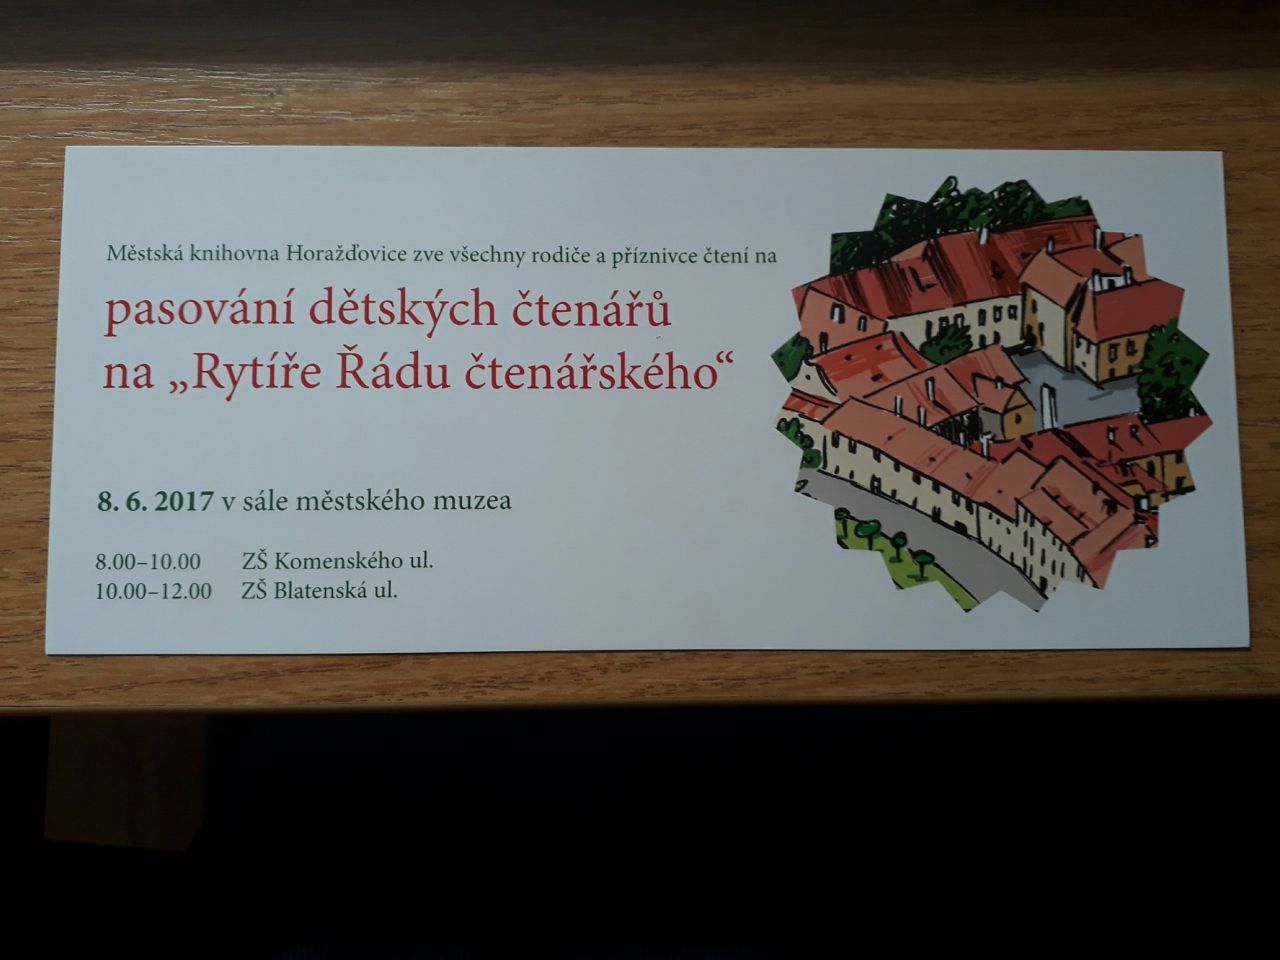 Městská knihovna Horažďovice zve všechny rodiče a příznivce čtení na
pasování dětských čtenářů
na „Rytíře Řádu čtenářského“
8. 6. 2017 v sále městského muzea
8.00–10.00 ZŠ Komenského ul.
10.00–12.00 ZŠ Blatenská ul.